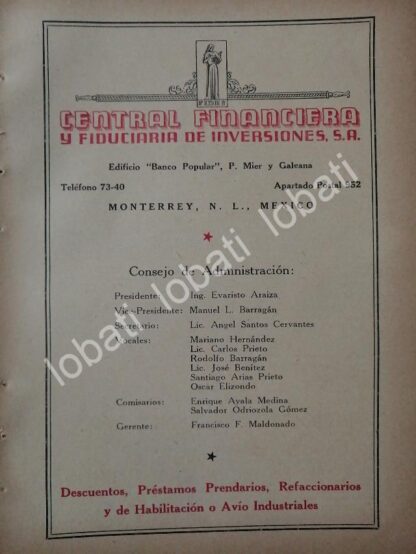 CENTRAL FINANCIERA
Y FIDUCIARIA DE INVERSIONES, S.A.
Edificio "Banco Popular", P. Mier y Galeana
Teléfono 73-40 Apartado Postal 552
MONTERREY, N. L., MEXICO
Consejo de Administración:
Presidente: Ing. Evaristo Araiza
Vice-Presidente: Manuel L. Barragán
Secretario: Lic. Angel Santos Cervantes
Vocales: Mariano Hernández
Lic. Carlos Prieto
Rodolfo Barragán
Lic. José Benítez
Santiago Arias Prieto
Oscar Elizondo
Comisarios: Enrique Ayala Medina
Salvador Odriozola Gómez
Gerente: Francisco F. Maldonado
Descuentos, Préstamos Prendarios, Refaccionarios
y de Habilitación o Avío Industriales
lobati lobati lobati